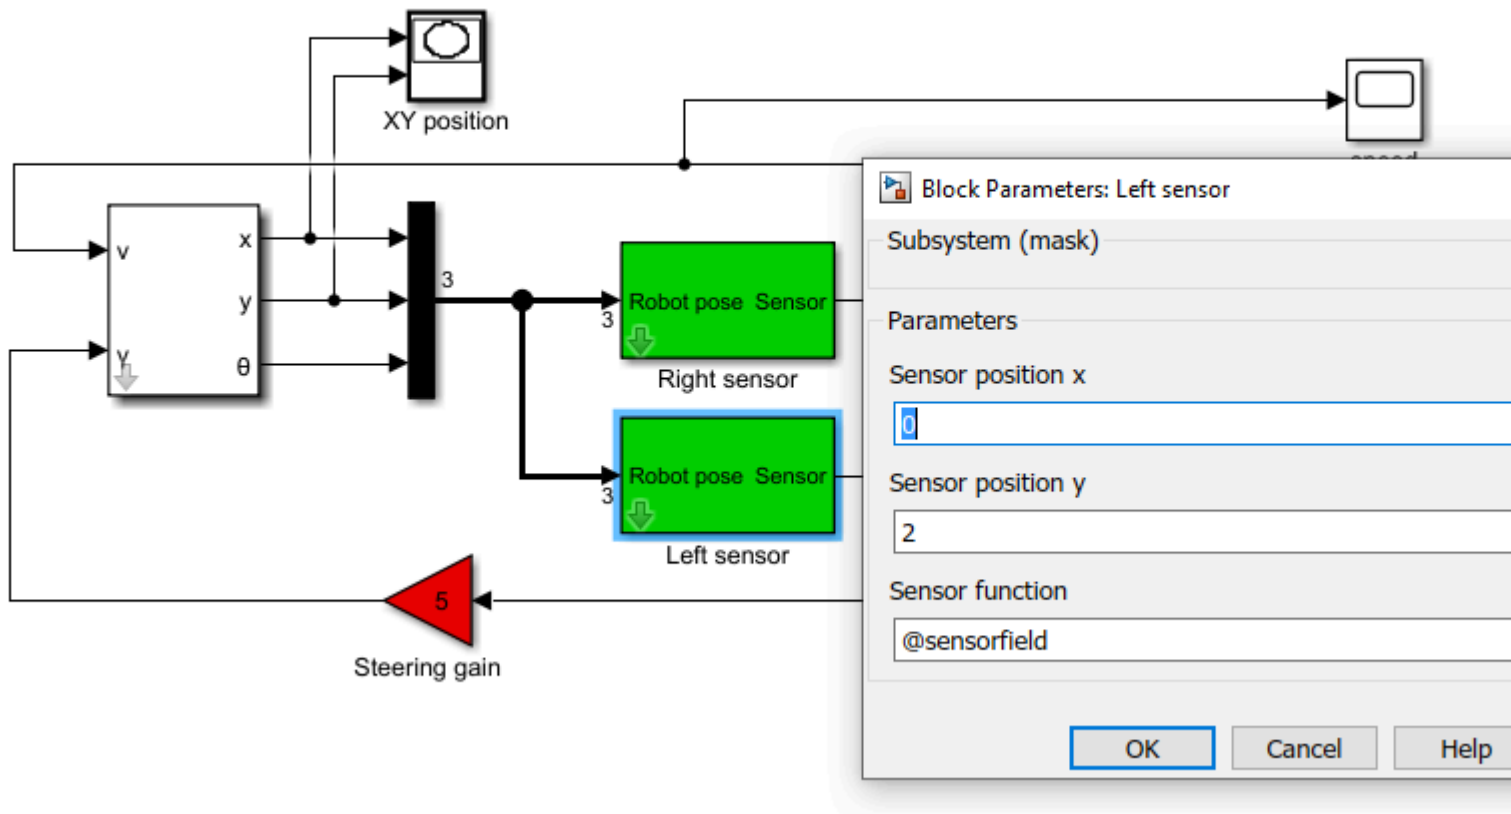 XY position
speed
Block Parameters: Left sensor
Subsystem (mask)
Parameters
Sensor position x
0
Sensor position y
2
Sensor function
@sensorfield
OK
Cancel
Help
v
γ
x
y
θ
3
3
Robot pose Sensor
Right sensor
3
Robot pose Sensor
Left sensor
5
Steering gain